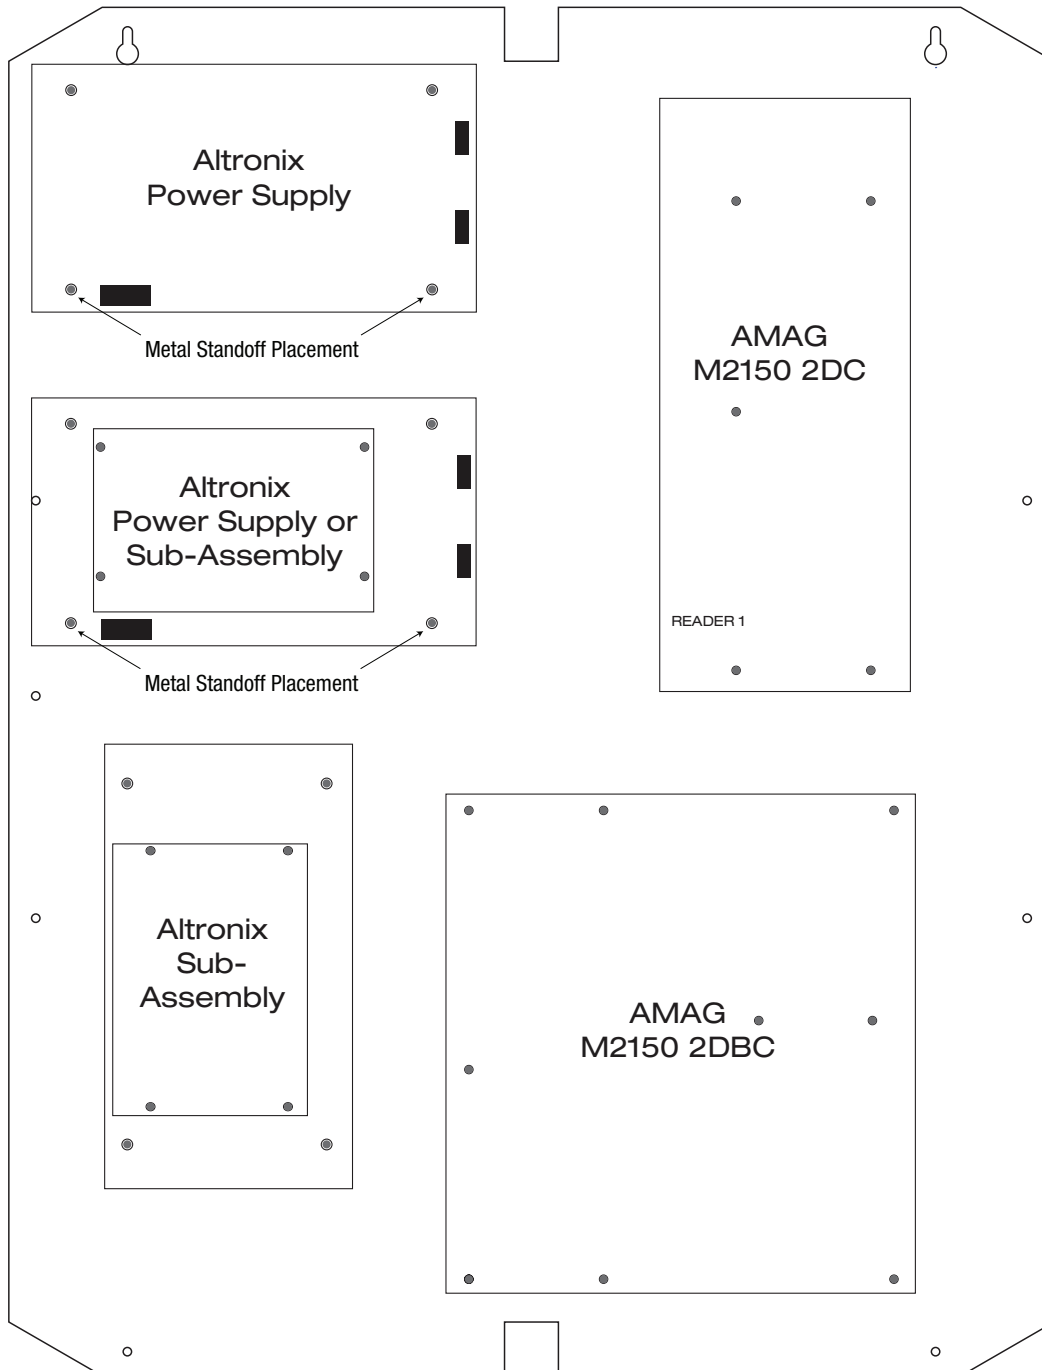 Altronix
Power Supply
Metal Standoff Placement
AMAG
M2150 2DC
Altronix
Power Supply or
Sub-Assembly
READER 1
Metal Standoff Placement
Altronix
Sub-
Assembly
AMAG
M2150 2DBC